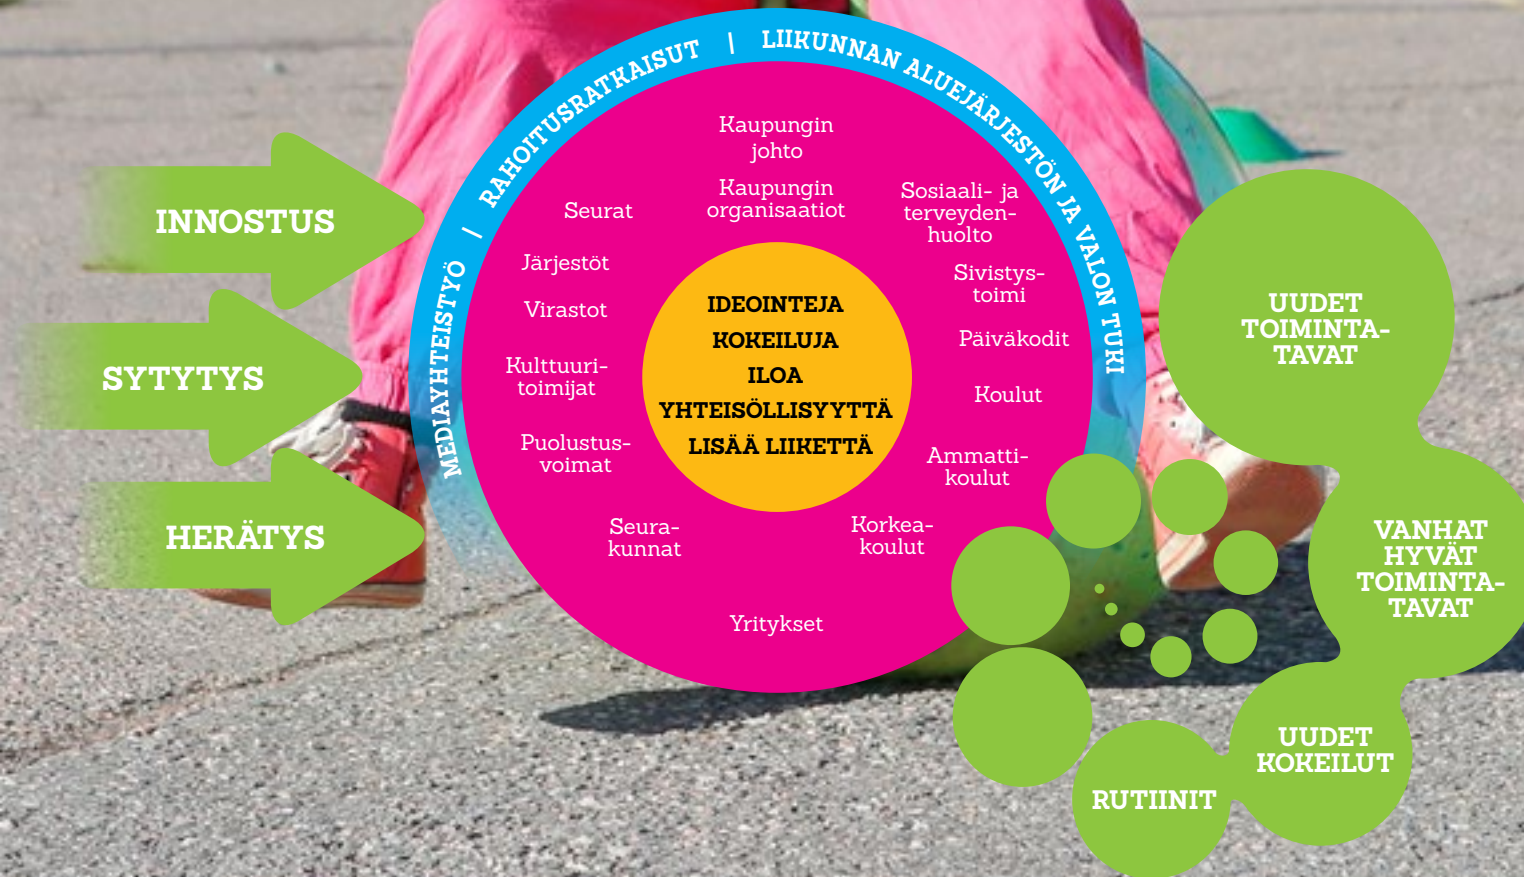 MEDIAYHTEISTYÖ | RAHOITUSRATKAISUT | LIIKUNNAN ALUEJÄRJESTÖN JA VALON TUKI
INNOSTUS
SYTYTYS
HERÄTYS
Kaupungin
johto
Kaupungin
organisaatiot
Seurat
Järjestöt
Virastot
Kulttuuri-
toimijat
Puolustus-
voimat
Seura-
kunnat
Yritykset
Sosiaali- ja
terveyden-
huolto
Sivistys-
toimi
Päiväkodit
Koulut
Ammatti-
koulut
Korkea-
koulut
IDEOINTEJA
KOKEILUJA
ILOA
YHTEISÖLLISYYTTÄ
LISÄÄ LIIKETTÄ
UUDET
TOIMINTA-
TAVAT
VANHAT
HYVÄT
TOIMINTA-
TAVAT
UUDET
KOKEILUT
RUTIINIT